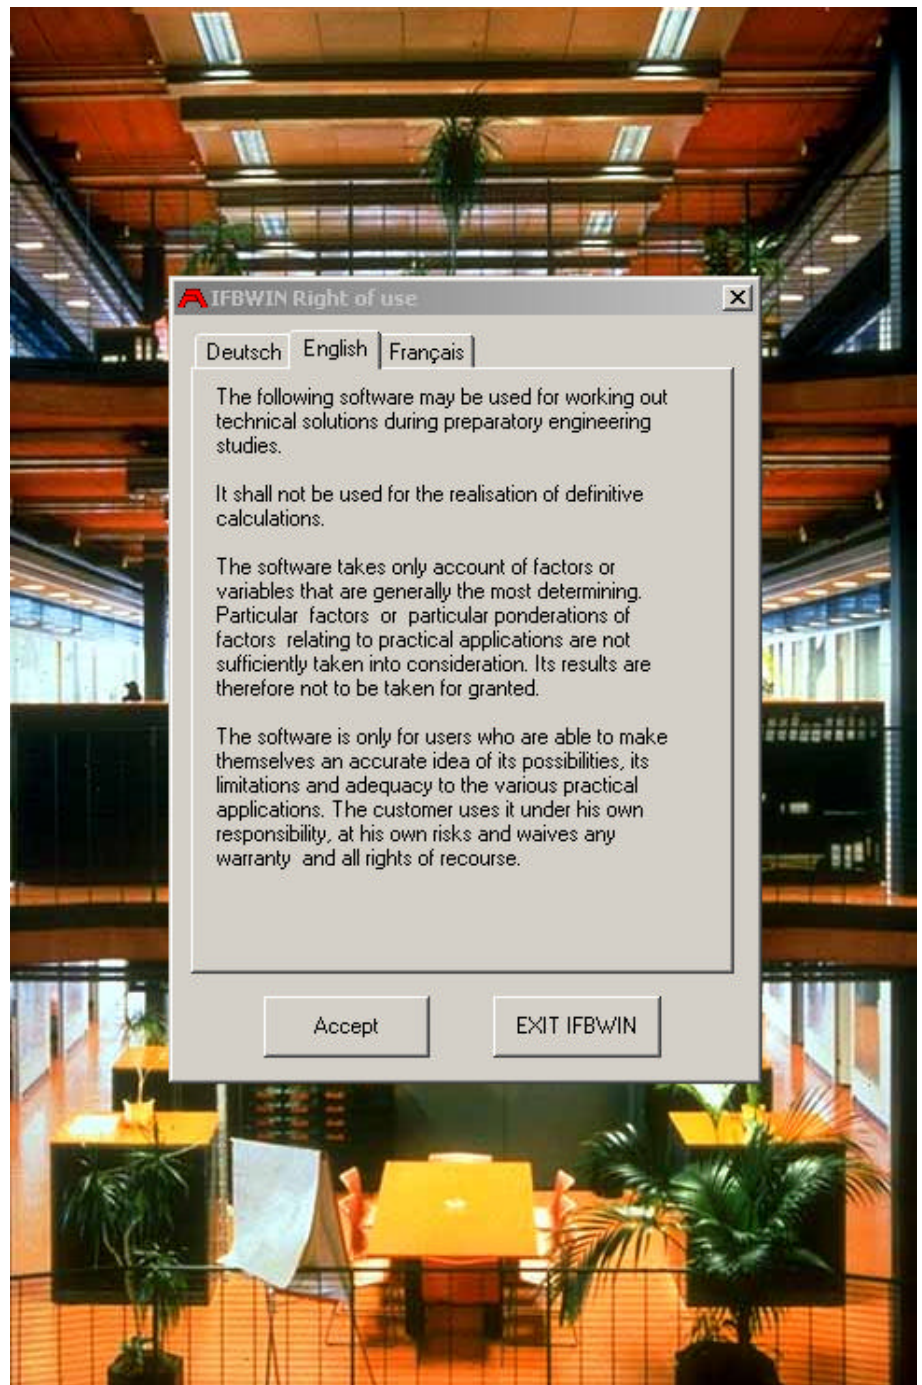 IFBWIN Right of use
Deutsch English Français
The following software may be used for working out
technical solutions during preparatory engineering
studies.
It shall not be used for the realisation of definitive
calculations.
The software takes only account of factors or
variables that are generally the most determining.
Particular  factors  or  particular ponderations of
factors  relating to practical applications are not
sufficiently taken into consideration. Its results are
therefore not to be taken for granted.
The software is only for users who are able to make
themselves an accurate idea of its possibilities, its
limitations and adequacy to the various practical
applications. The customer uses it under his own
responsibility, at his own risks and waives any
warranty  and all rights of recourse.
Accept EXIT IFBWIN